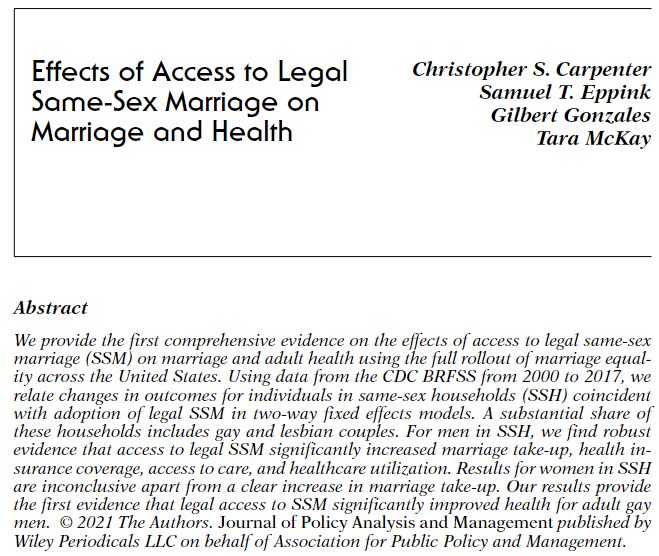 Effects of Access to Legal
Same-Sex Marriage on
Marriage and Health
Christopher S. Carpenter
Samuel T. Eppink
Gilbert Gonzales
Tara McKay
Abstract
We provide the first comprehensive evidence on the effects of access to legal same-sex
marriage (SSM) on marriage and adult health using the full rollout of marriage equal-
ity across the United States. Using data from the CDC BRFSS from 2000 to 2017, we
relate changes in outcomes for individuals in same-sex households (SSH) coincident
with adoption of legal SSM in two-way fixed effects models. A substantial share of
these households includes gay and lesbian couples. For men in SSH, we find robust
evidence that access to legal SSM significantly increased marriage take-up, health in-
surance coverage, access to care, and healthcare utilization. Results for women in SSH
are inconclusive apart from a clear increase in marriage take-up. Our results provide
the first evidence that legal access to SSM significantly improved health for adult gay
men. © 2021 The Authors. Journal of Policy Analysis and Management published by
Wiley Periodicals LLC on behalf of Association for Public Policy and Management.